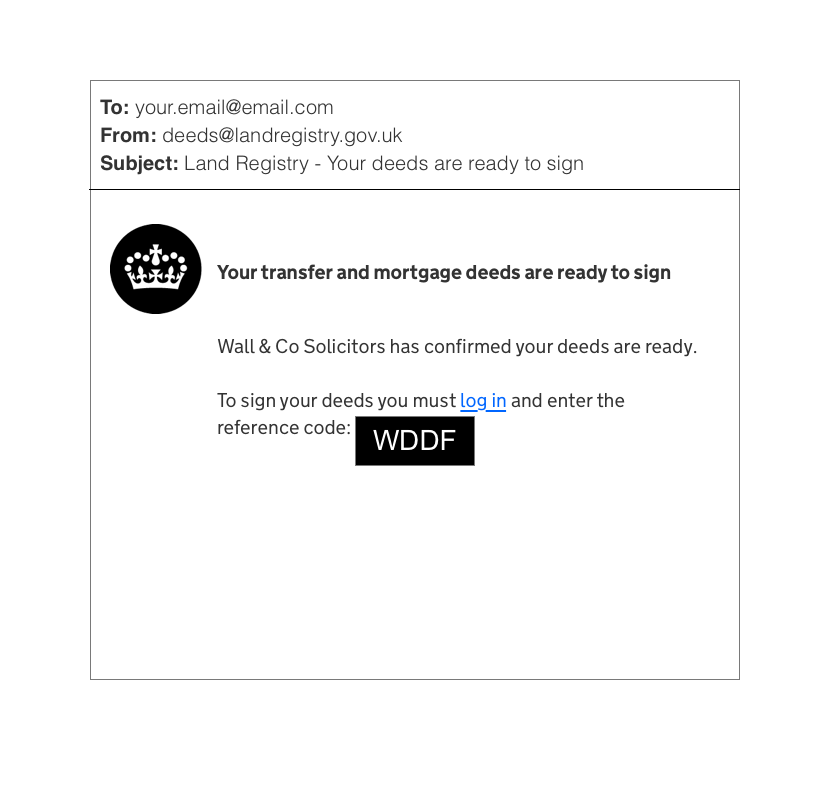 To: your.email@email.com
From: deeds@landregistry.gov.uk
Subject: Land Registry - Your deeds are ready to sign
Your transfer and mortgage deeds are ready to sign
Wall & Co Solicitors has confirmed your deeds are ready.
To sign your deeds you must log in and enter the
reference code: WDDF